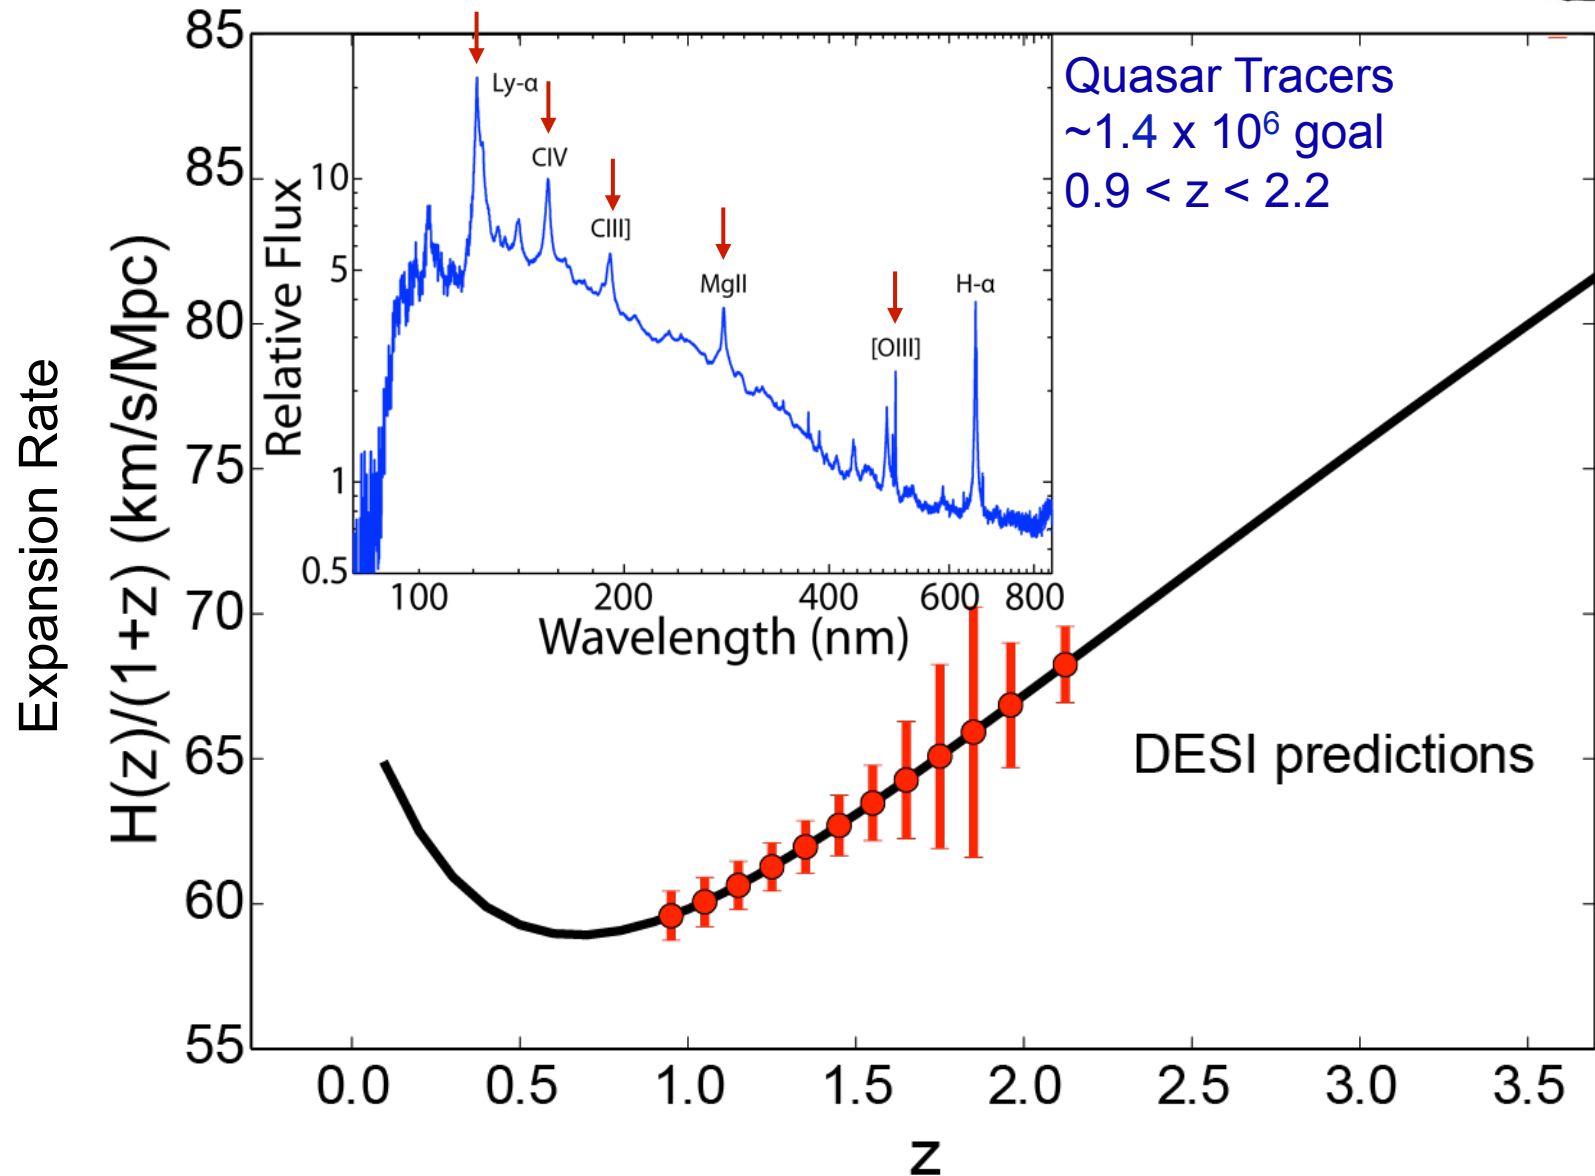 85
85
80
75
70
65
60
55
Expansion Rate
H(z)/(1+z) (km/s/Mpc)
Quasar Tracers
~1.4 x 10⁶ goal
0.9 < z < 2.2
Ly-α
CIV
CIII]
MgII
[OIII]
H-α
Relative Flux
10
5
1
0.5
100 200 400 600 800
Wavelength (nm)
DESI predictions
0.0 0.5 1.0 1.5 2.0 2.5 3.0 3.5
z